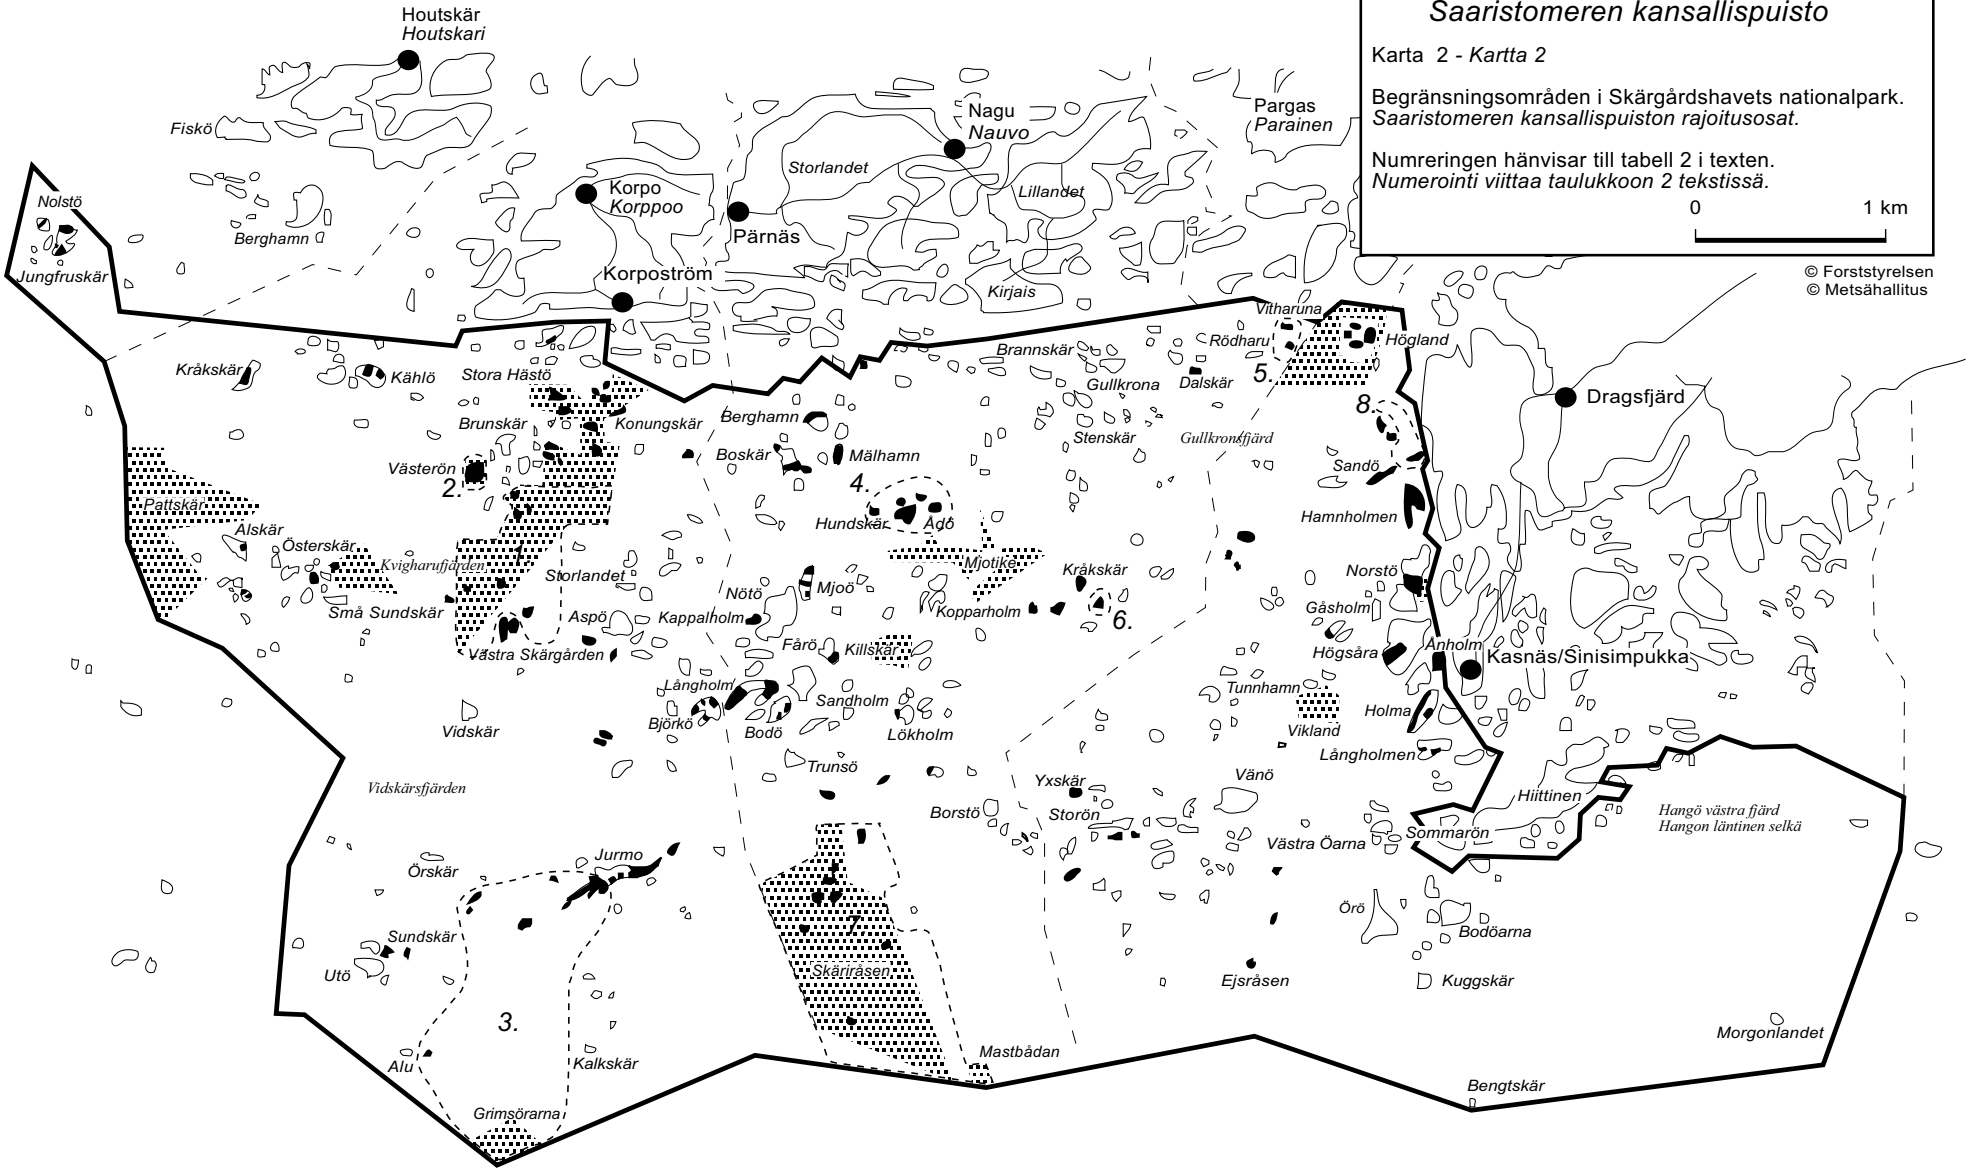 Houtskär
Houtskari
Saaristomeren kansallispuisto
Karta 2 - Kartta 2
Begränsningsområden i Skärgårdshavets nationalpark.
Saaristomeren kansallispuiston rajoitusosat.
Numreringen hänvisar till tabell 2 i texten.
Numerointi viittaa taulukkoon 2 tekstissä.
0 1 km
© Forststyrelsen
© Metsähallitus
Pargas
Parainen
Nagu
Nauvo
Fiskö
Storlandet
Lillandet
Korpo
Korppoo
Nolstö
Berghamn
Pärnäs
Jungfruskär
Korpoström
Kirjais
Vitharuna
Rödharu
Högland
Brannskär
Kråkskär
Kählö
Stora Hästö
Gullkrona
Dalskär
5.
Dragsfjärd
8.
Brunskär
Konungskär
Berghamn
Stenskär
Gullkronsfjärd
Västerön
2.
Boskär
Mälhamn
Sandö
4.
Pattskär
Hundskär
Ådö
Hamnholmen
Alskär
Österskär
Kvigharufjärden
1
Storlandet
Mjotike
Kråkskär
Norstö
Små Sundskär
Aspö
Nötö
Mjoö
Kappalholm
Kopparholm
6.
Gåsholm
Västra Skärgården
Fårö
Killskär
Högsåra
Ånholm
Kasnäs/Sinisimpukka
Långholm
Sandholm
Tunnhamn
Holma
Björkö
Bodö
Lökholm
Vikland
Vidskär
Långholmen
Trunsö
Vidskärsfjärden
Yxskär
Vänö
Hiittinen
Borstö
Storön
Hangö västra fjärd
Hangon läntinen selkä
Sommarön
Västra Öarna
Jurmo
Örskär
Örö
Bodöarna
Sundskär
7
Utö
Skäriråsen
Ejsråsen
Kuggskär
3.
Morgonlandet
Alu
Kalkskär
Mastbådan
Bengtskär
Grimsörarna